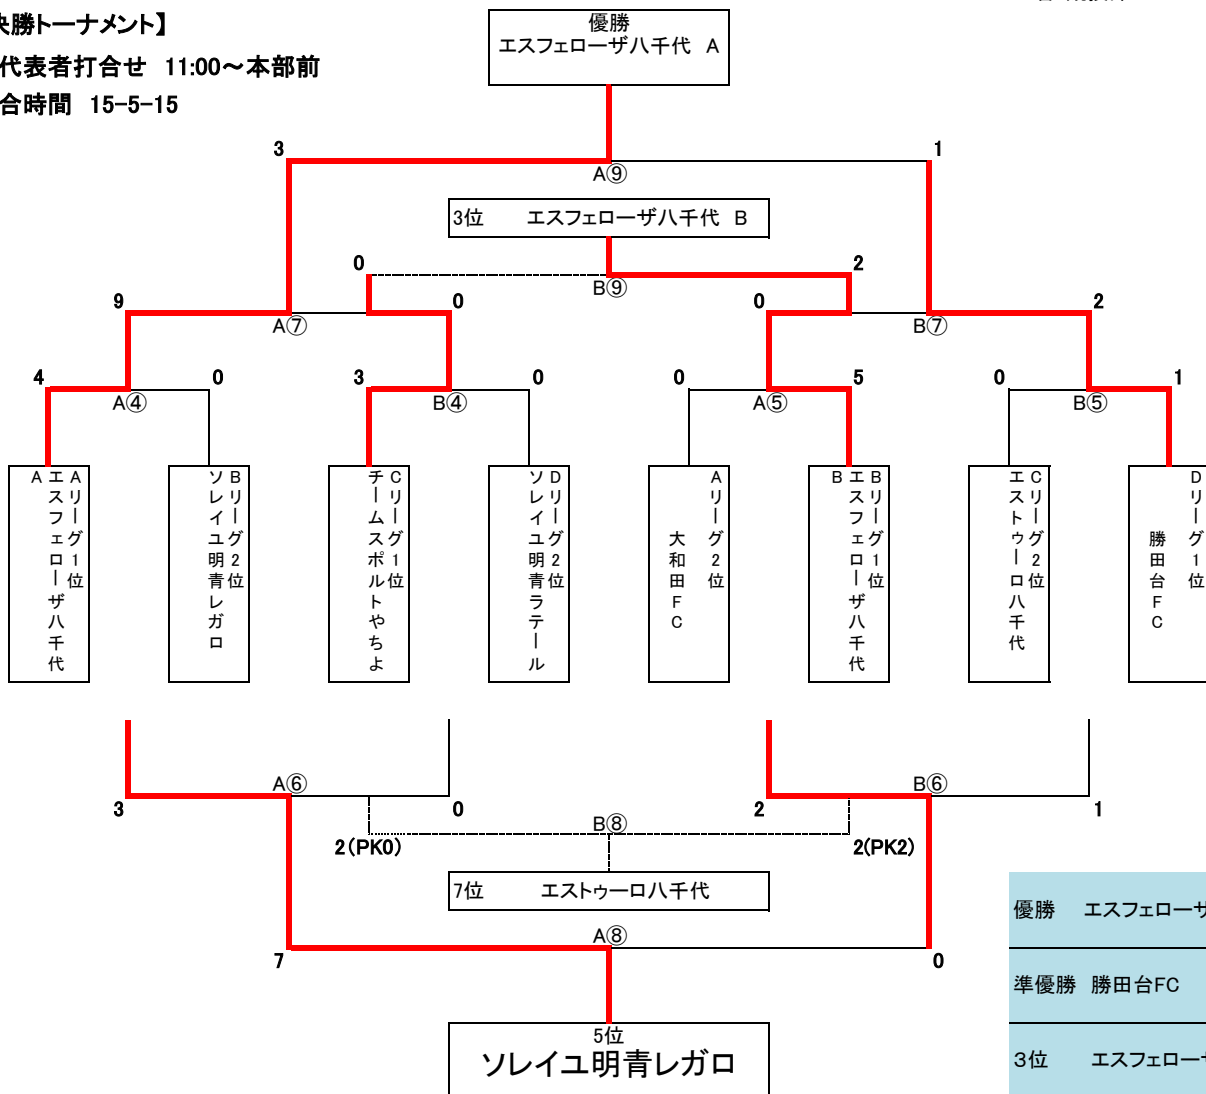 決勝トーナメント】
代表者打合せ 11:00～本部前
合時間 15-5-15
優勝
エスフェローザ八千代 A
3
1
A⑨
3位 エスフェローザ八千代 B
0
2
B⑨
9
0
0
2
A⑦
B⑦
4
0
3
0
0
5
0
1
A④
B④
A⑤
B⑤
Aリーグ1位
エスフェローザ八千代
A
Bリーグ2位
ソレイユ明青レガロ
Cリーグ1位
チームスポルトやちよ
Dリーグ2位
ソレイユ明青ラテール
Aリーグ2位
大和田FC
Bリーグ1位
エスフェローザ八千代
B
Cリーグ2位
エストゥーロ八千代
Dリーグ1位
勝田台FC
A⑥
B⑥
3
0
2
1
B⑧
2(PK0)
2(PK2)
7位 エストゥーロ八千代
A⑧
7
0
5位
ソレイユ明青レガロ
優勝 エスフェローザ
準優勝 勝田台FC
3位 エスフェローザ